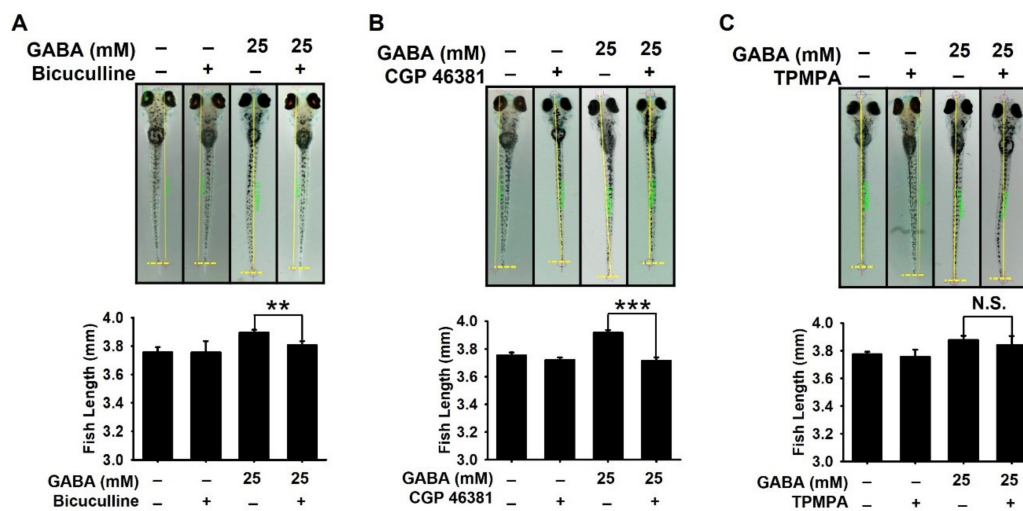 A
GABA (mM) – – 25 25
Bicuculline – + – +
4.0
3.8
3.6
3.4
3.2
3.0
Fish Length (mm)
**
GABA (mM) – – 25 25
Bicuculline – + – +
B
GABA (mM) – – 25 25
CGP 46381 – + – +
4.0
3.8
3.6
3.4
3.2
3.0
Fish Length (mm)
***
GABA (mM) – – 25 25
CGP 46381 – + – +
C
GABA (mM) – – 25 25
TPMPA – + – +
4.0
3.8
3.6
3.4
3.2
3.0
Fish Length (mm)
N.S.
GABA (mM) – – 25 25
TPMPA – + – +